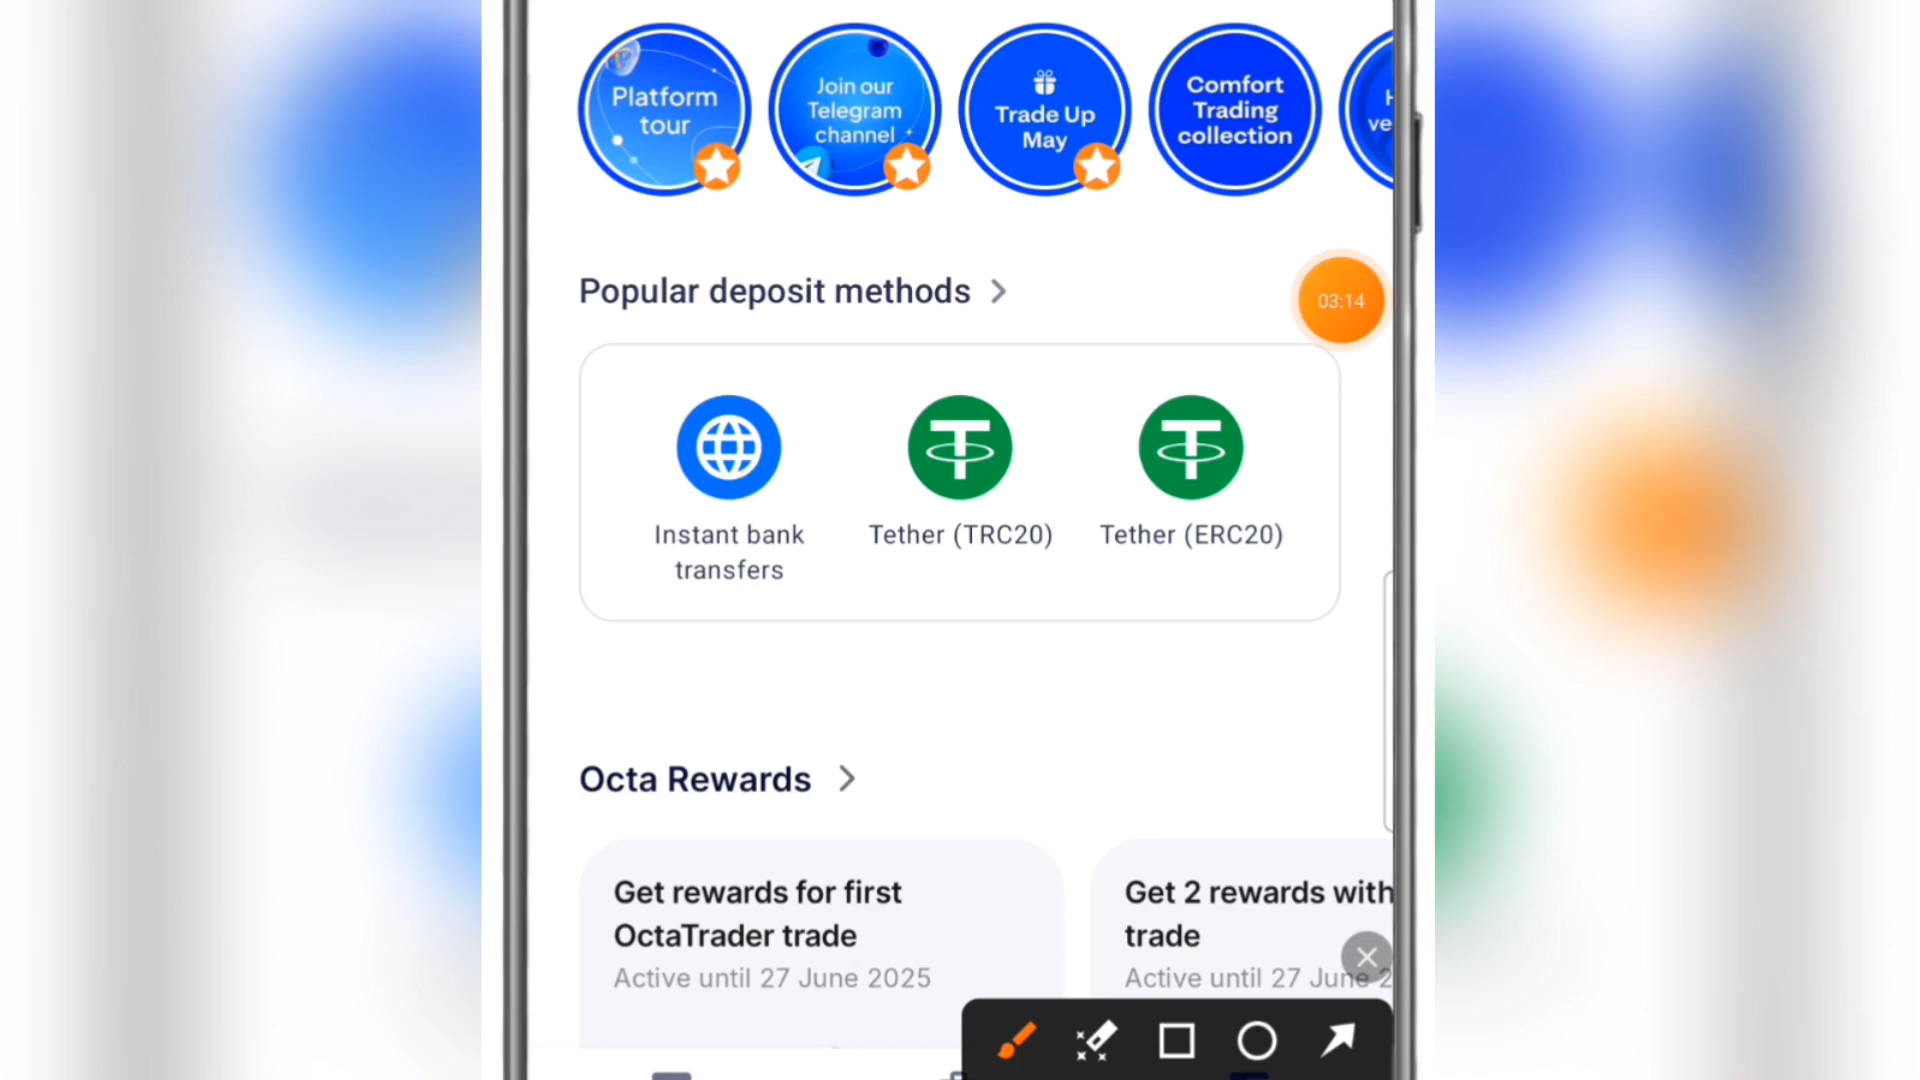 Platform
tour
Join our
Telegram
channel
Trade Up
May
Comfort
Trading
collection
ve
Popular deposit methods
03:14
Instant bank
transfers
Tether (TRC20)
Tether (ERC20)
Octa Rewards
Get rewards for first
OctaTrader trade
Active until 27 June 2025
Get 2 rewards with
trade
Active until 27 June 2